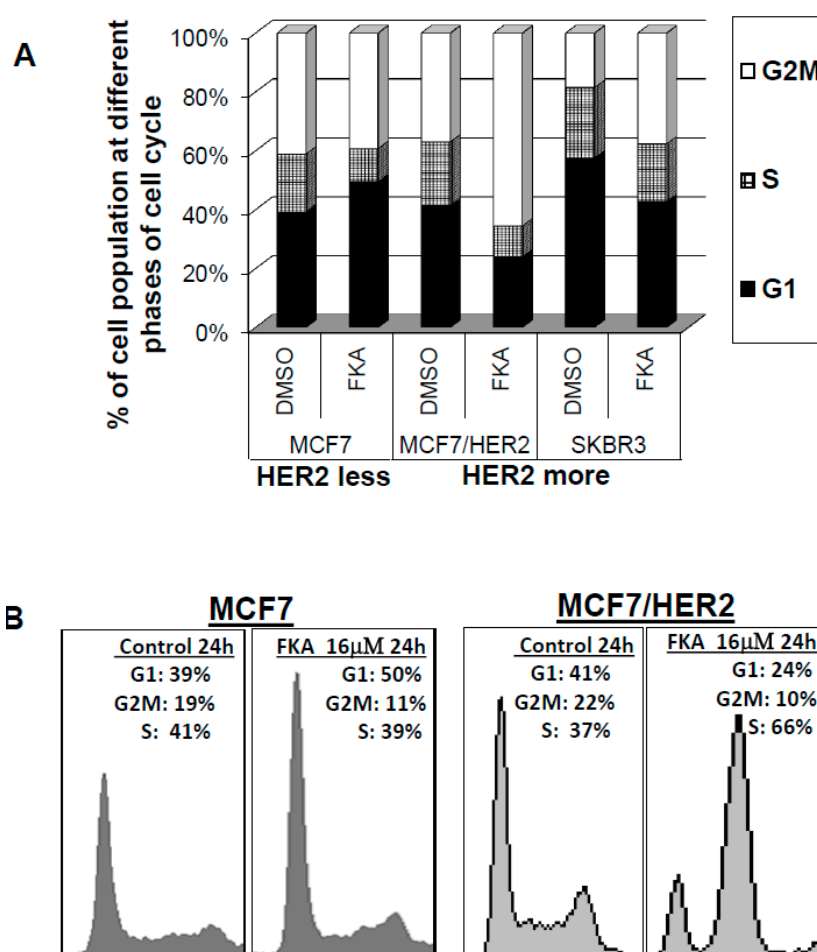 A
% of cell population at different
phases of cell cycle
100%
80%
60%
40%
20%
0%
G2M
S
G1
DMSO
FKA
DMSO
FKA
DMSO
FKA
MCF7
MCF7/HER2
SKBR3
HER2 less
HER2 more
B
MCF7
MCF7/HER2
Control 24h
G1: 39%
G2M: 19%
S: 41%
FKA 16µM 24h
G1: 50%
G2M: 11%
S: 39%
Control 24h
G1: 41%
G2M: 22%
S: 37%
FKA 16µM 24h
G1: 24%
G2M: 10%
S: 66%